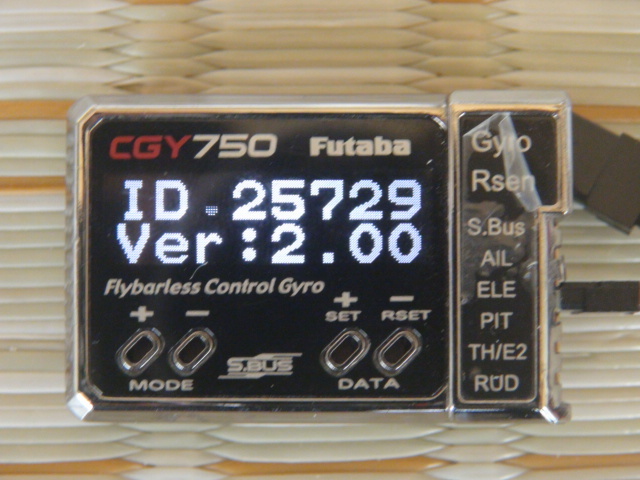 CGY750 Futaba
ID.25729
Ver:2.00
Flybarless Control Gyro
+ − + −
SET RSET
S.BUS
MODE DATA
Gyro
Rsen
S.Bus
AIL
ELE
PIT
TH/E2
RUD